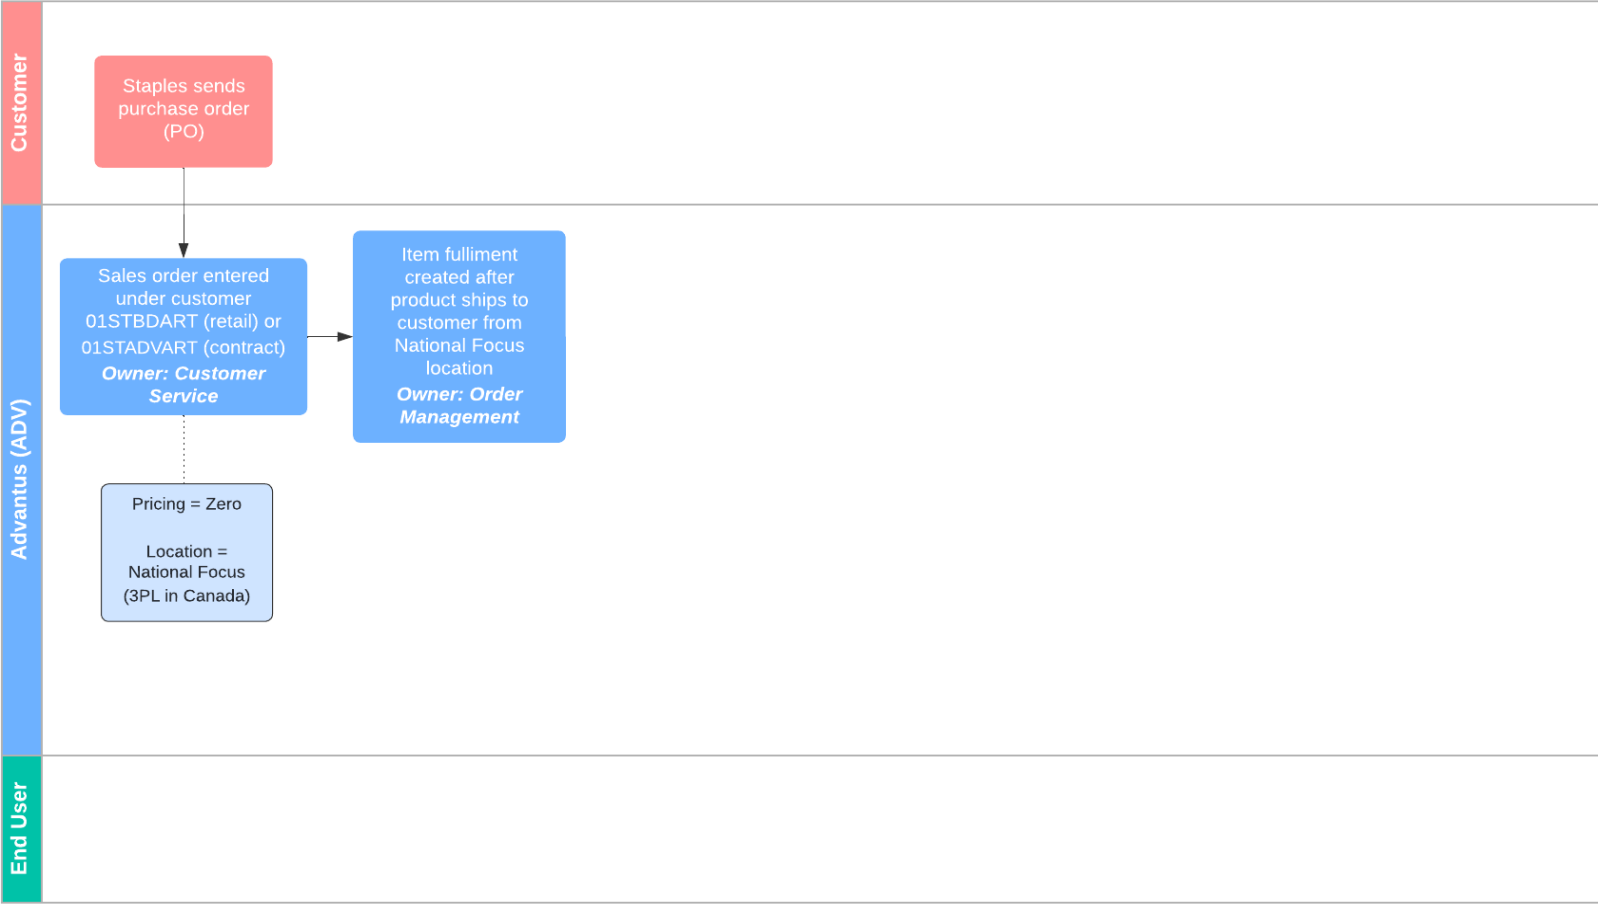 Customer
Staples sends
purchase order
(PO)
Advantus (ADV)
Sales order entered
under customer
01STBDART (retail) or
01STADVART (contract)
Owner: Customer
Service
Item fulliment
created after
product ships to
customer from
National Focus
location
Owner: Order
Management
Pricing = Zero
Location =
National Focus
(3PL in Canada)
End User